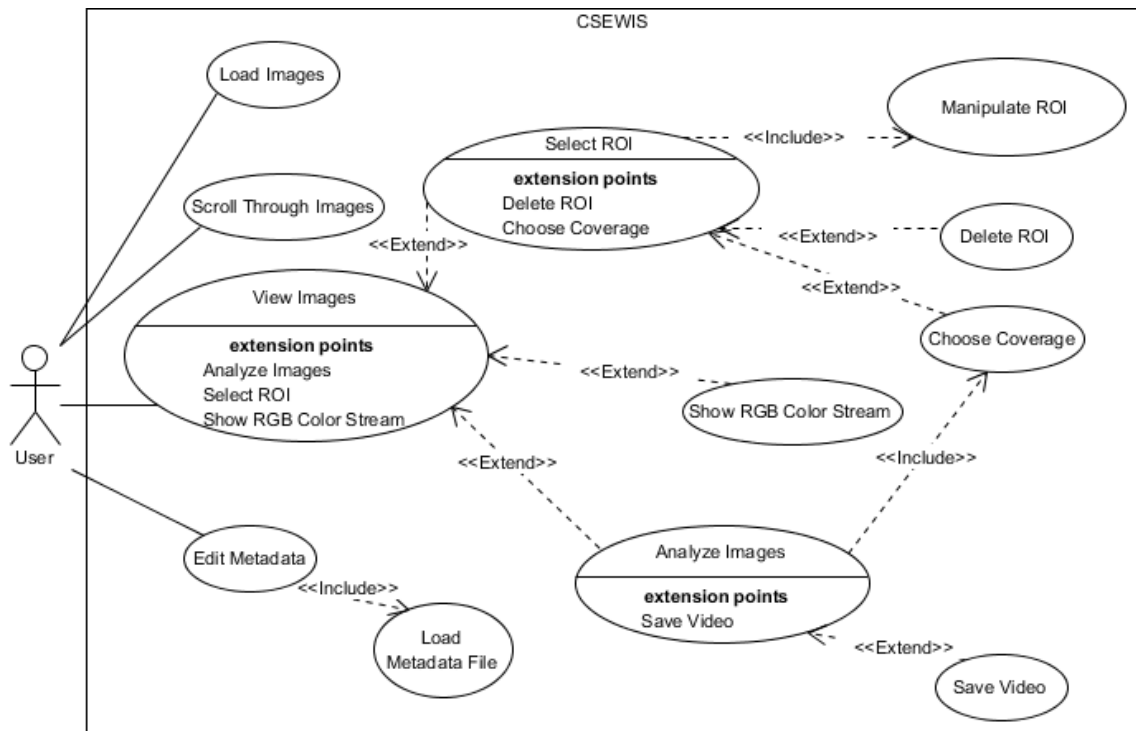 CSEWIS
Load Images
Manipulate ROI
<<Include>>
Select ROI
extension points
Delete ROI
Choose Coverage
Scroll Through Images
<<Extend>>
Delete ROI
<<Extend>>
<<Extend>>
View Images
extension points
Analyze Images
Select ROI
Show RGB Color Stream
Choose Coverage
<<Extend>>
Show RGB Color Stream
User
<<Extend>>
<<Include>>
Edit Metadata
<<Include>>
Load
Metadata File
Analyze Images
extension points
Save Video
<<Extend>>
Save Video